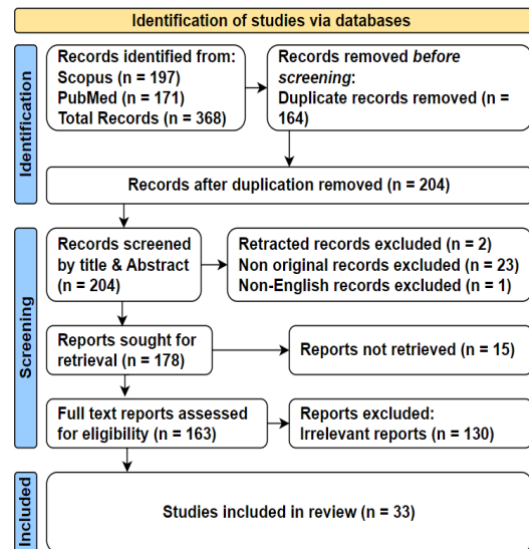 Identification of studies via databases
Identification
Records identified from:
Scopus (n = 197)
PubMed (n = 171)
Total Records (n = 368)
Records removed before
screening:
Duplicate records removed (n =
164)
Records after duplication removed (n = 204)
Screening
Records screened
by title & Abstract
(n = 204)
Retracted records excluded (n = 2)
Non original records excluded (n = 23)
Non-English records excluded (n = 1)
Reports sought for
retrieval (n = 178)
Reports not retrieved (n = 15)
Full text reports assessed
for eligibility (n = 163)
Reports excluded:
Irrelevant reports (n = 130)
Included
Studies included in review (n = 33)